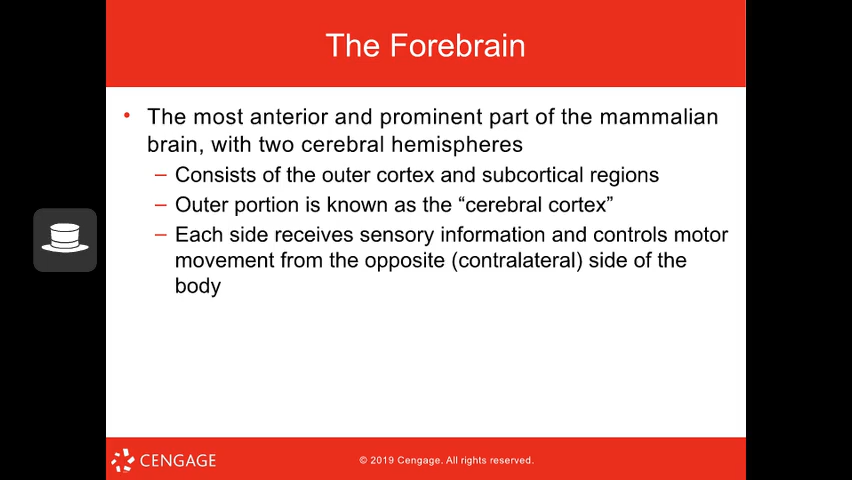 The Forebrain
• The most anterior and prominent part of the mammalian
brain, with two cerebral hemispheres
– Consists of the outer cortex and subcortical regions
– Outer portion is known as the “cerebral cortex”
– Each side receives sensory information and controls motor
movement from the opposite (contralateral) side of the
body
CENGAGE
© 2019 Cengage. All rights reserved.